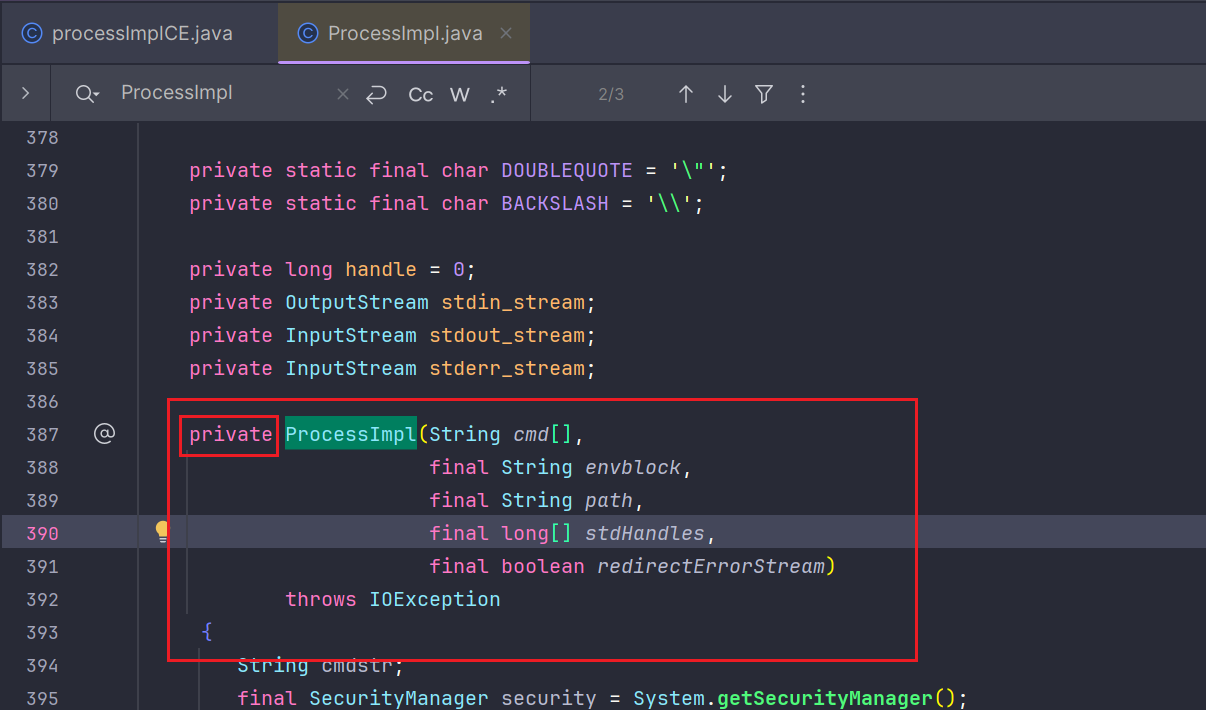 processImplCE.java ProcessImpl.java
ProcessImpl Cc W .* 2/3
378
379 private static final char DOUBLEQUOTE = '\"';
380 private static final char BACKSLASH = '\\';
381
382 private long handle = 0;
383 private OutputStream stdin_stream;
384 private InputStream stdout_stream;
385 private InputStream stderr_stream;
386
387 private ProcessImpl(String cmd[],
388 final String envblock,
389 final String path,
390 final long[] stdHandles,
391 final boolean redirectErrorStream)
392 throws IOException
393 {
394 String cmdstr;
395 final SecurityManager security = System.getSecurityManager();